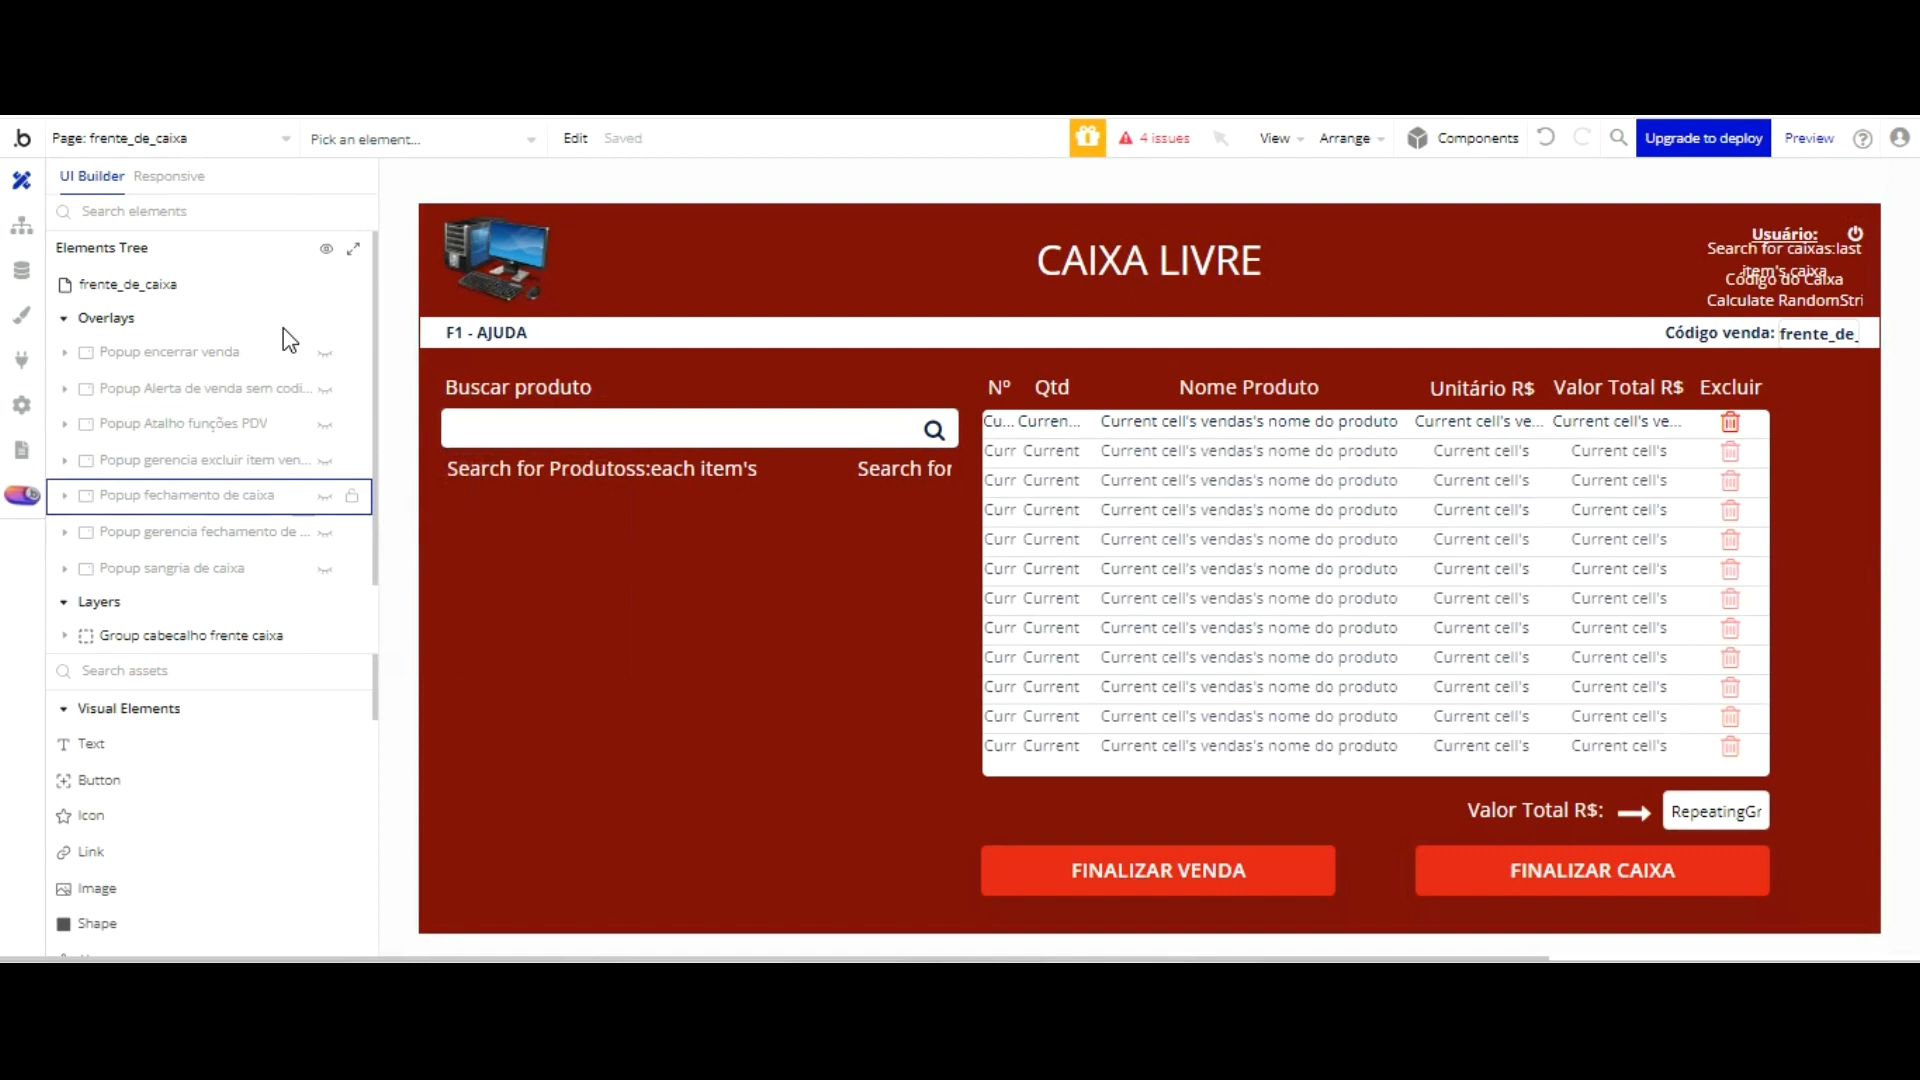 .b Page: frente_de_caixa Pick an element... Edit Saved 4 issues View Arrange Components Upgrade to deploy Preview
UI Builder Responsive
Search elements
Elements Tree
frente_de_caixa
Overlays
Popup encerrar venda
Popup Alerta de venda sem codi...
Popup Atalho funções PDV
Popup gerencia excluir item ven...
Popup fechamento de caixa
Popup gerencia fechamento de ...
Popup sangria de caixa
Layers
Group cabecalho frente caixa
Search assets
Visual Elements
Text
Button
Icon
Link
Image
Shape
CAIXA LIVRE
Usuário:
Search for caixas:last
item's caixa
Código do Caixa
Calculate RandomStri
F1 - AJUDA
Código venda: frente_de_
Buscar produto
Search for Produtoss:each item's Search for
Nº Qtd Nome Produto Unitário R$ Valor Total R$ Excluir
Cu... Curren... Current cell's vendas's nome do produto Current cell's ve... Current cell's ve...
Curr Current Current cell's vendas's nome do produto Current cell's Current cell's
Curr Current Current cell's vendas's nome do produto Current cell's Current cell's
Curr Current Current cell's vendas's nome do produto Current cell's Current cell's
Curr Current Current cell's vendas's nome do produto Current cell's Current cell's
Curr Current Current cell's vendas's nome do produto Current cell's Current cell's
Curr Current Current cell's vendas's nome do produto Current cell's Current cell's
Curr Current Current cell's vendas's nome do produto Current cell's Current cell's
Curr Current Current cell's vendas's nome do produto Current cell's Current cell's
Curr Current Current cell's vendas's nome do produto Current cell's Current cell's
Curr Current Current cell's vendas's nome do produto Current cell's Current cell's
Curr Current Current cell's vendas's nome do produto Current cell's Current cell's
Valor Total R$: RepeatingGr
FINALIZAR VENDA FINALIZAR CAIXA